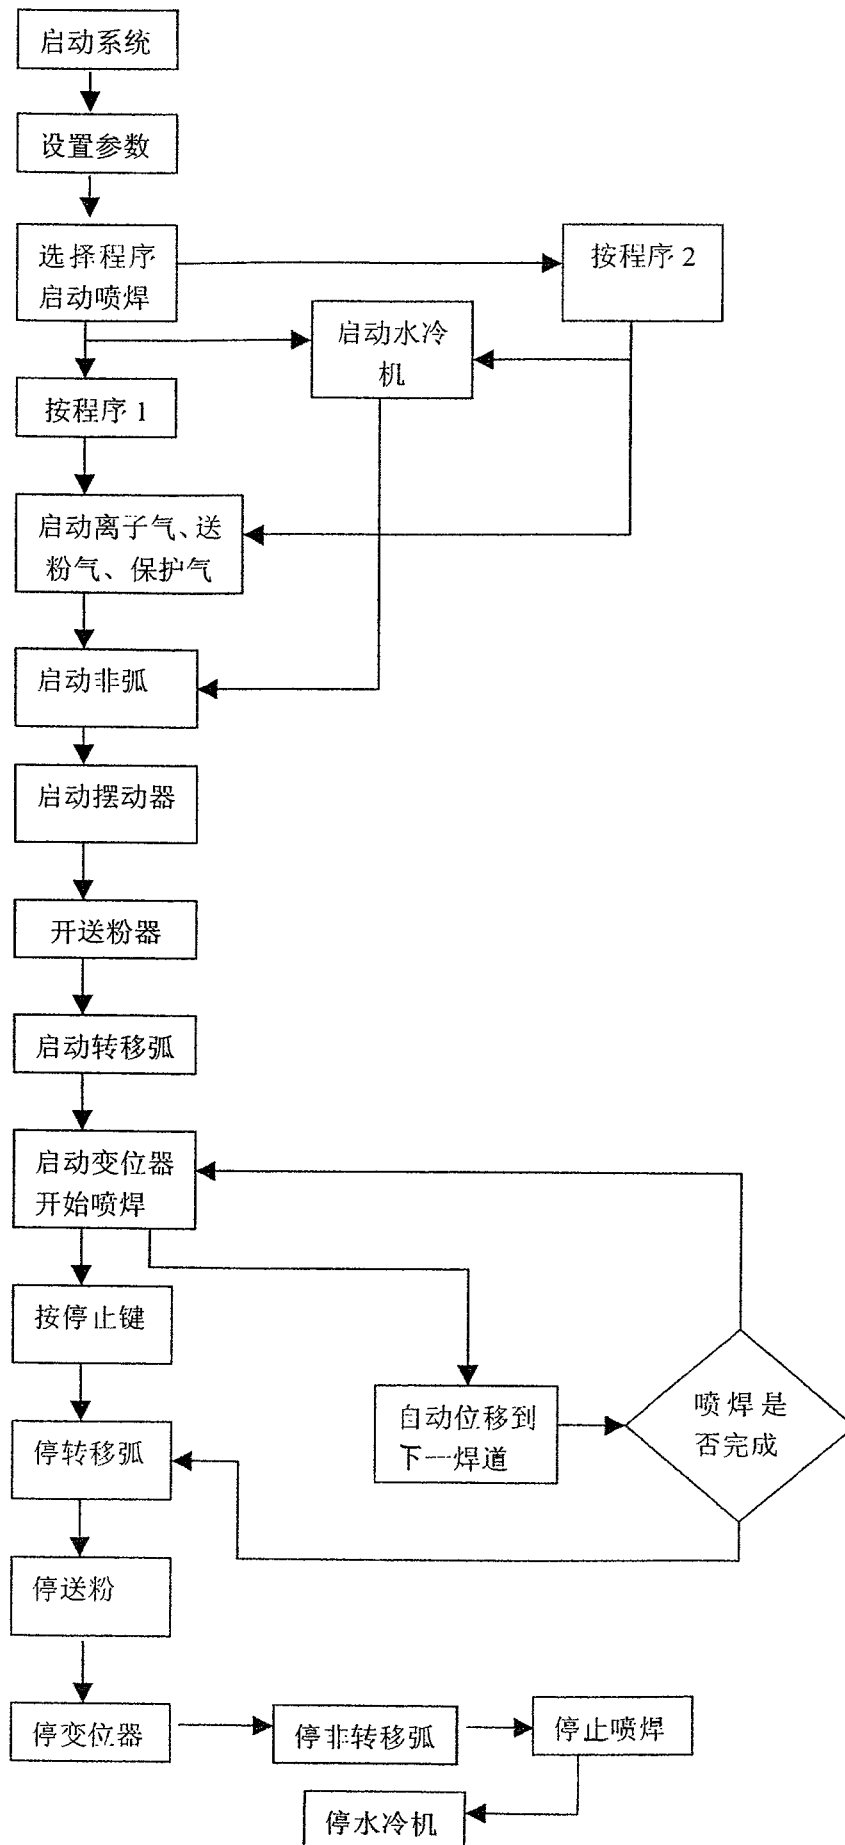 启动系统
设置参数
选择程序
启动喷焊
按程序 2
启动水冷
机
按程序 1
启动离子气、送
粉气、保护气
启动非弧
启动摆动器
开送粉器
启动转移弧
启动变位器
开始喷焊
按停止键
自动位移到
下一焊道
喷焊是
否完成
停转移弧
停送粉
停变位器
停非转移弧
停止喷焊
停水冷机